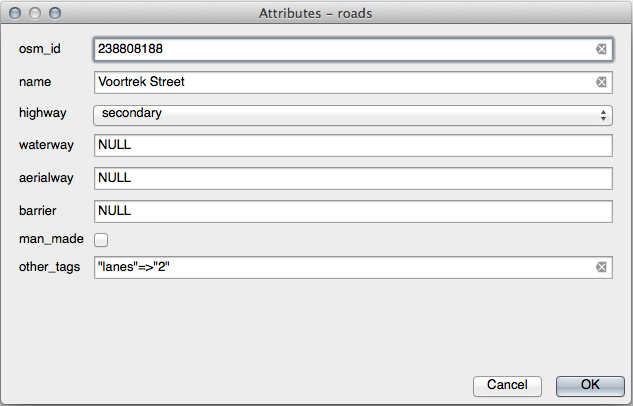 Attributes – roads
osm_id 238808188
name Voortrek Street
highway secondary
waterway NULL
aerialway NULL
barrier NULL
man_made
other_tags "lanes"=>"2"
Cancel OK